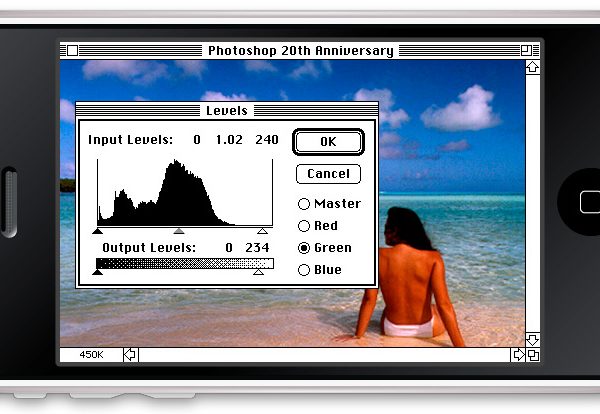 Photoshop 20th Anniversary
Levels
Input Levels: 0 1.02 240
OK
Cancel
Master
Red
Output Levels: 0 234
Green
Blue
450K